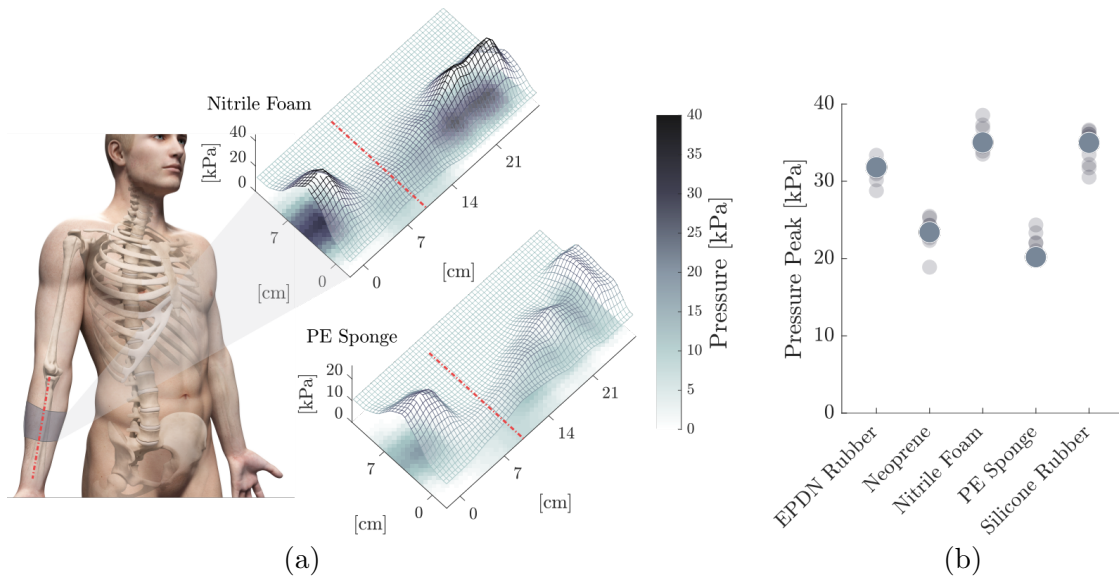 Nitrile Foam
[kPa]
40
20
0
7
0
[cm]
0
7
14
21
[cm]
PE Sponge
[kPa]
20
10
0
7
0
[cm]
0
7
14
21
[cm]
40
35
30
25
20
15
10
5
0
Pressure [kPa]
(a)
Pressure Peak [kPa]
40
30
20
10
0
EPDN Rubber
Neoprene
Nitrile Foam
PE Sponge
Silicone Rubber
(b)